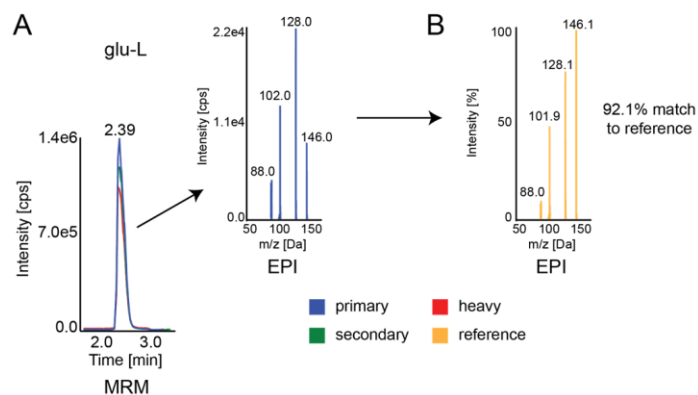 A
glu-L
Intensity [cps]
1.4e6
7.0e5
0.0
2.39
2.0
3.0
Time [min]
MRM
Intensity [cps]
2.2e4
1.1e4
0.0
88.0
102.0
128.0
146.0
50
100
150
m/z [Da]
EPI
B
Intensity [%]
100
50
0
88.0
101.9
128.1
146.1
50
100
150
m/z [Da]
EPI
92.1% match
to reference
primary
heavy
secondary
reference